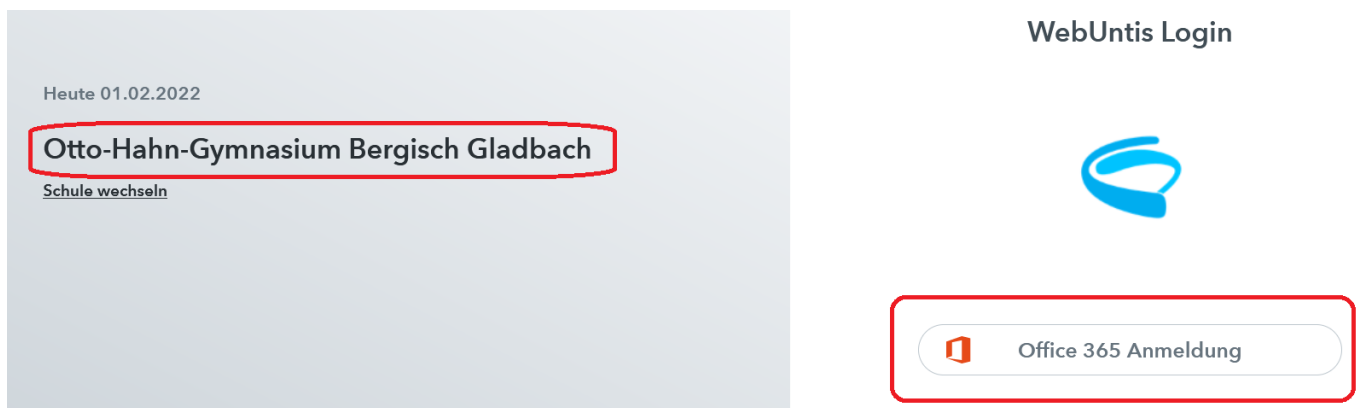 Heute 01.02.2022
Otto-Hahn-Gymnasium Bergisch Gladbach
Schule wechseln
WebUntis Login
Office 365 Anmeldung